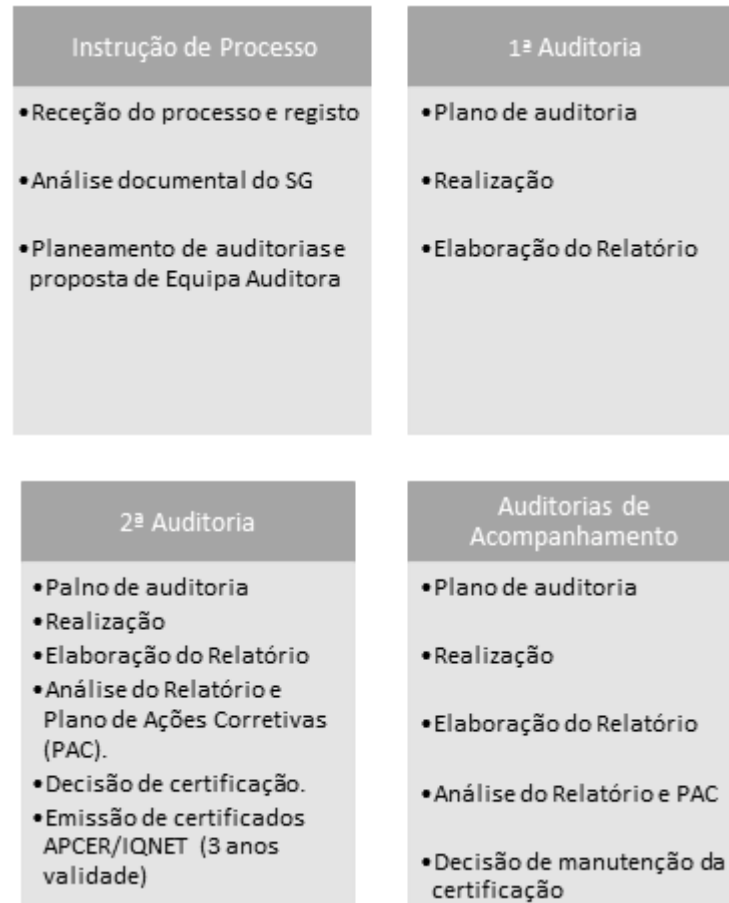 Instrução de Processo
•Receção do processo e registo
•Análise documental do SG
•Planeamento de auditorias e
proposta de Equipa Auditora
1ª Auditoria
•Plano de auditoria
•Realização
•Elaboração do Relatório
2ª Auditoria
•Palno de auditoria
•Realização
•Elaboração do Relatório
•Análise do Relatório e
Plano de Ações Corretivas
(PAC).
•Decisão de certificação.
•Emissão de certificados
APCER/IQNET (3 anos
validade)
Auditorias de
Acompanhamento
•Plano de auditoria
•Realização
•Elaboração do Relatório
•Análise do Relatório e PAC
•Decisão de manutenção da
certificação